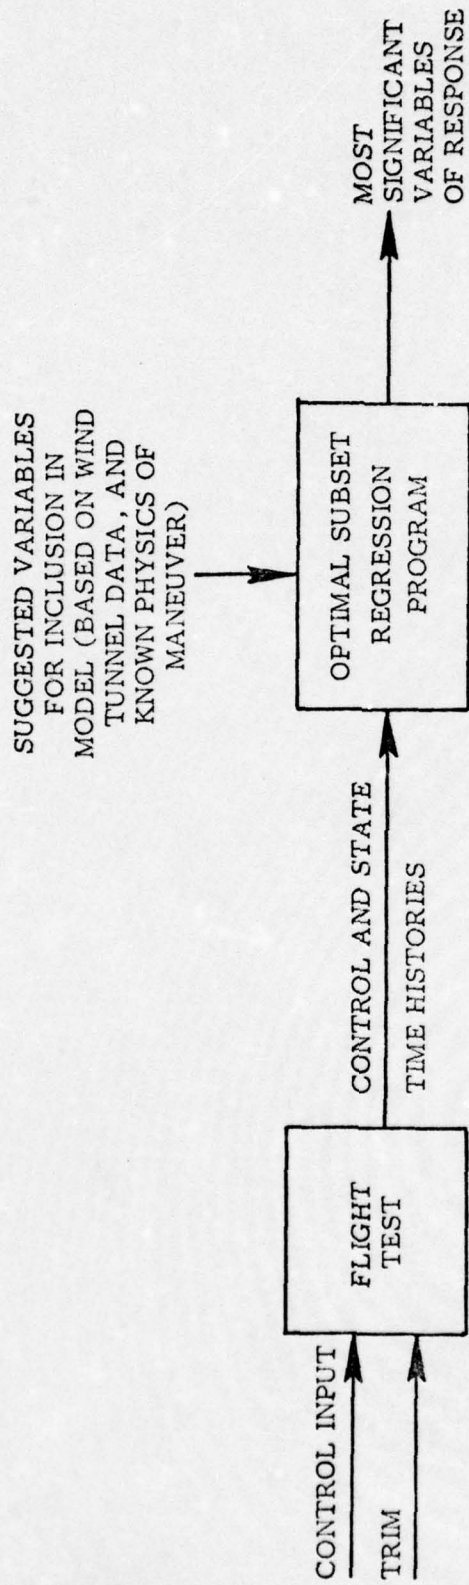 SUGGESTED VARIABLES
FOR INCLUSION IN
MODEL (BASED ON WIND
TUNNEL DATA, AND
KNOWN PHYSICS OF
MANEUVER)
CONTROL INPUT
TRIM
FLIGHT
TEST
CONTROL AND STATE
TIME HISTORIES
OPTIMAL SUBSET
REGRESSION
PROGRAM
MOST
SIGNIFICANT
VARIABLES
OF RESPONSE